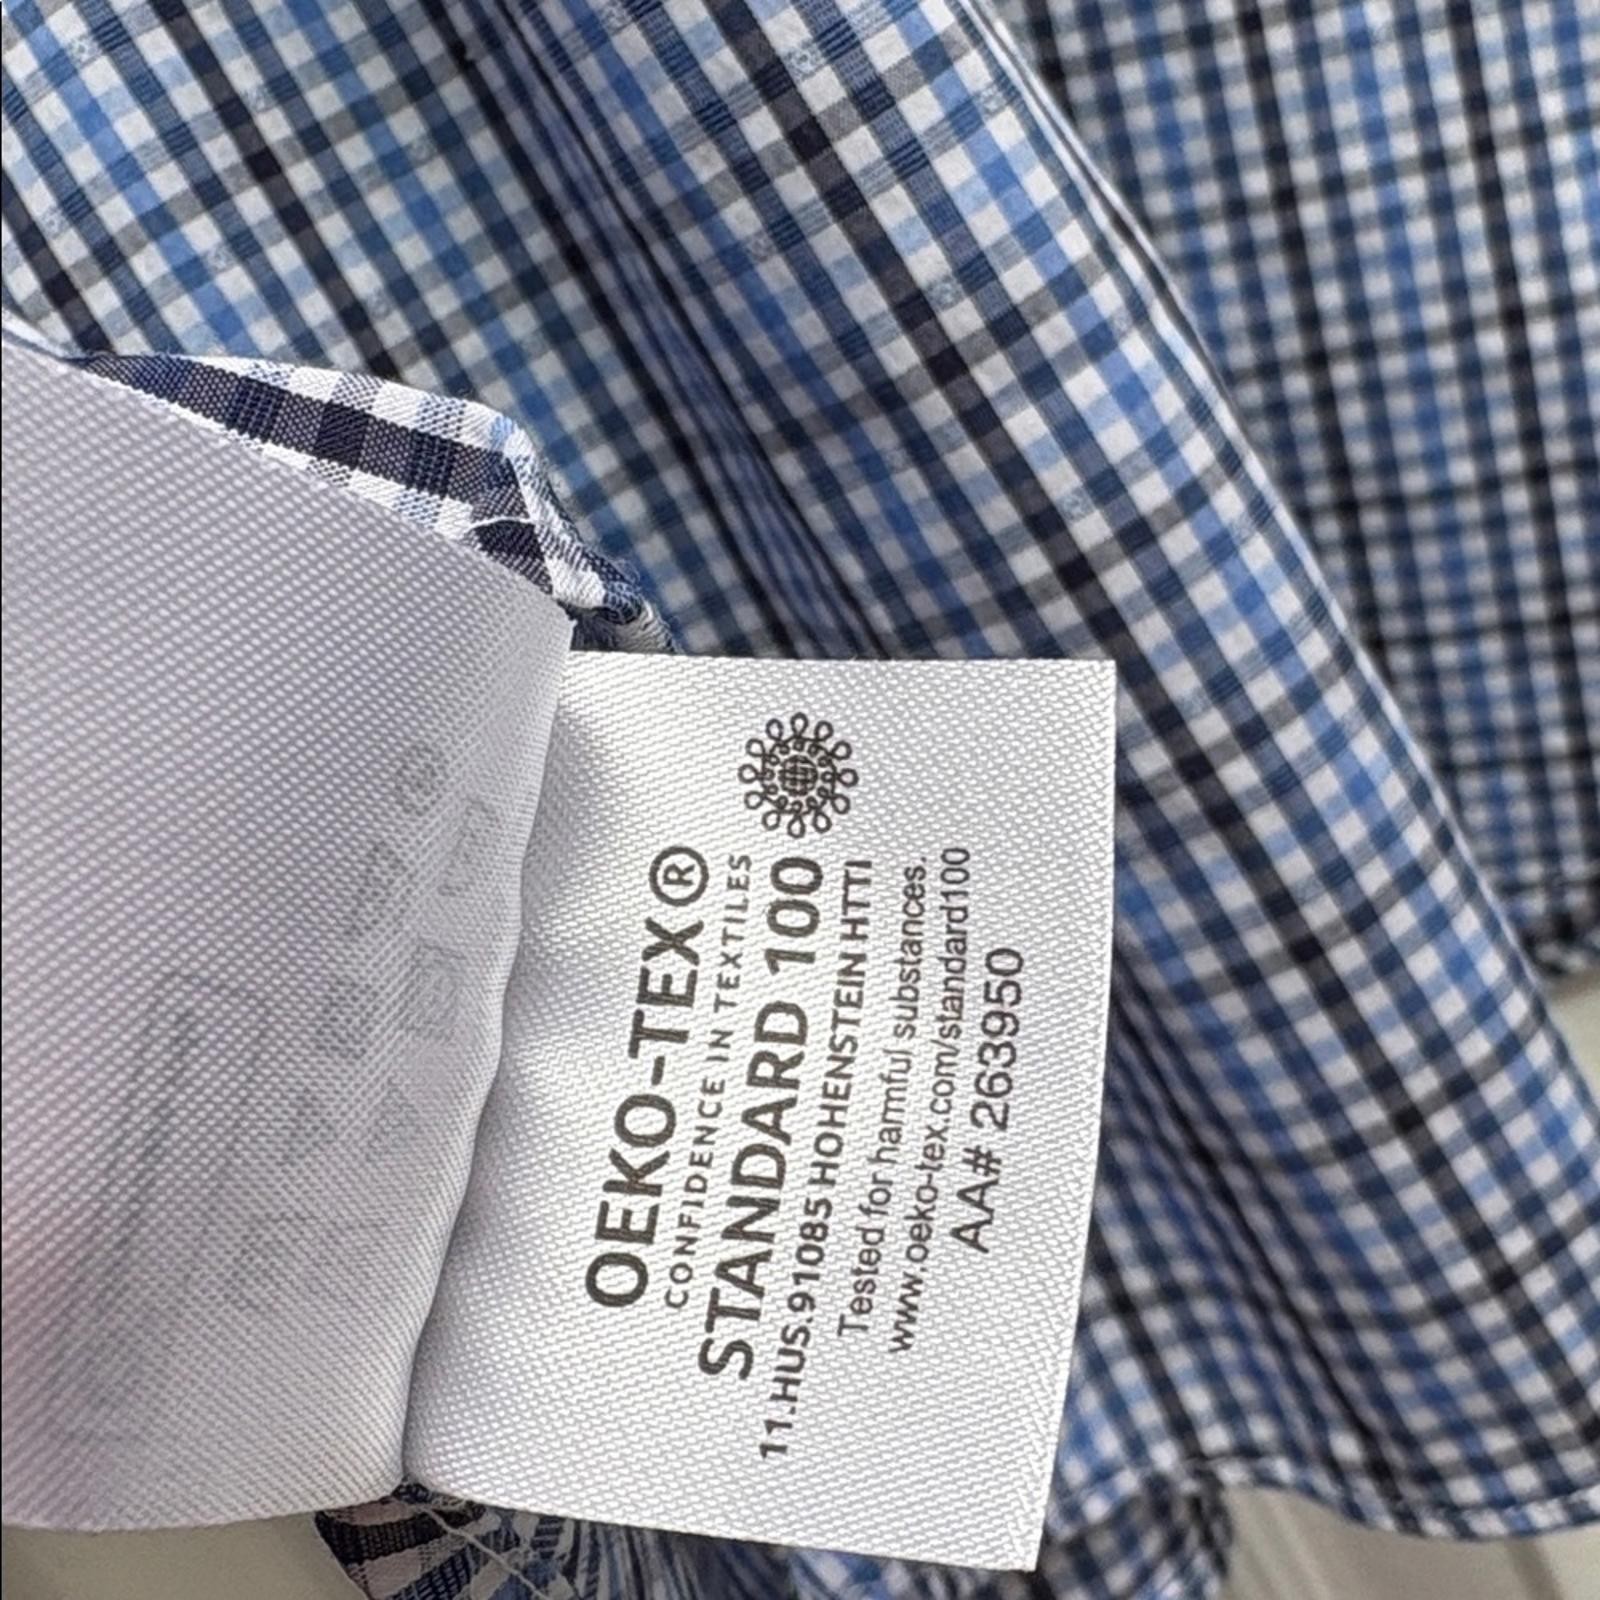 OEKO-TEX®
CONFIDENCE IN TEXTILES
STANDARD 100
11.HUS.91085 HOHENSTEIN HTTI
Tested for harmful substances.
www.oeko-tex.com/standard100
AA# 263950